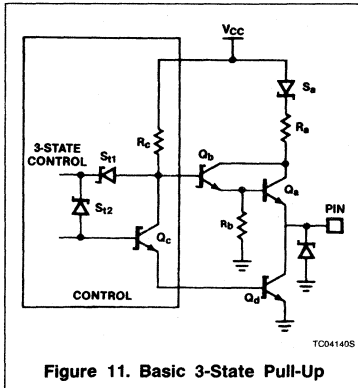 VCC
Sa
Ra
Rc
3-STATE
CONTROL
St1
Qb
Qa
St2
Rb
PIN
Qc
Qd
CONTROL
TC04140S
Figure 11. Basic 3-State Pull-Up